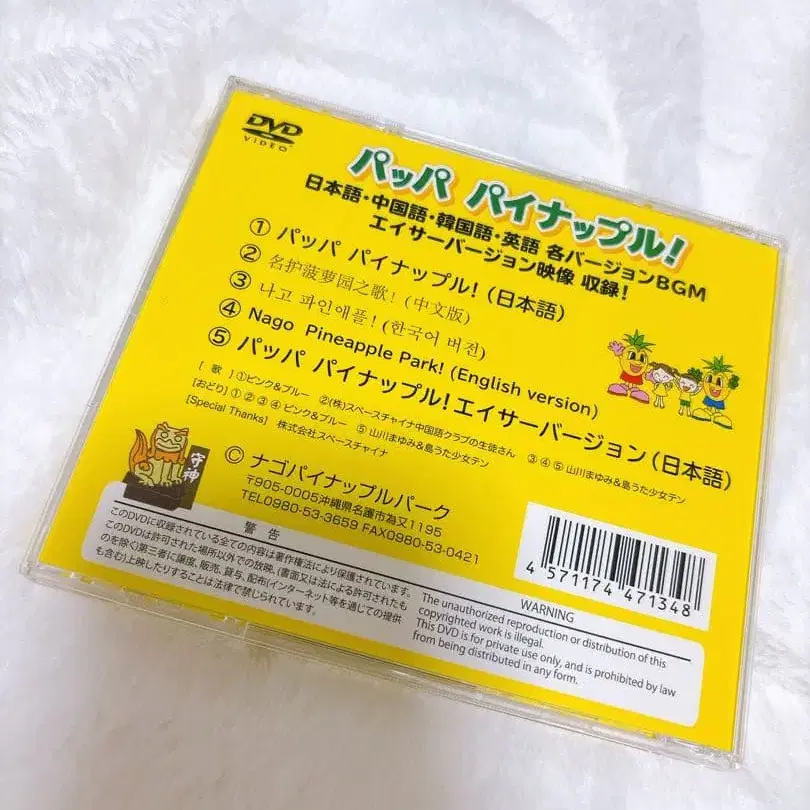 DVD
VIDEO
パッパ パイナップル!
日本語・中国語・韓国語・英語 各バージョンBGM
エイサーバージョン映像 収録!
① パッパ パイナップル! (日本語)
② 名护菠萝园之歌! (中文版)
③ 나고 파인애플! (한국어 버전)
④ Nago Pineapple Park! (English version)
⑤ パッパ パイナップル! エイサーバージョン (日本語)
[ 歌 ] ①ピンク&ブルー ②(株)スペースチャイナ中国語クラブの生徒さん ③④⑤ 山川まゆみ&島うた少女テン
[おどり] ①②③④ ピンク&ブルー ⑤ 山川まゆみ&島うた少女テン
[Special Thanks] 株式会社スペースチャイナ
守神
© ナゴパイナップルパーク
〒905-0005沖縄県名護市為又1195
TEL0980-53-3659 FAX0980-53-0421
警 告
このDVDに収録されている全ての内容は著作権法により保護されています。
このDVDは許可された場所以外での放映、(書面又は法による許可されたも
のを除く)第三者に譲渡、販売、貸与、配布(インターネット等を通じての提供
も含む)上映したりすることは法律で禁じられています。
4 571174 471348
WARNING
The unauthorized reproduction or distribution of this
copyrighted work is illegal.
This DVD is for private use only, and is prohibited by law
from being distributed in any form.